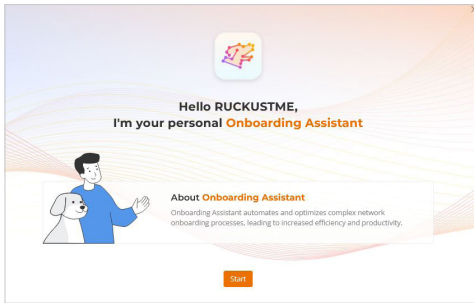 Hello RUCKUSTME,
I'm your personal Onboarding Assistant
About Onboarding Assistant
Onboarding Assistant automates and optimizes complex network
onboarding processes, leading to increased efficiency and productivity.
Start